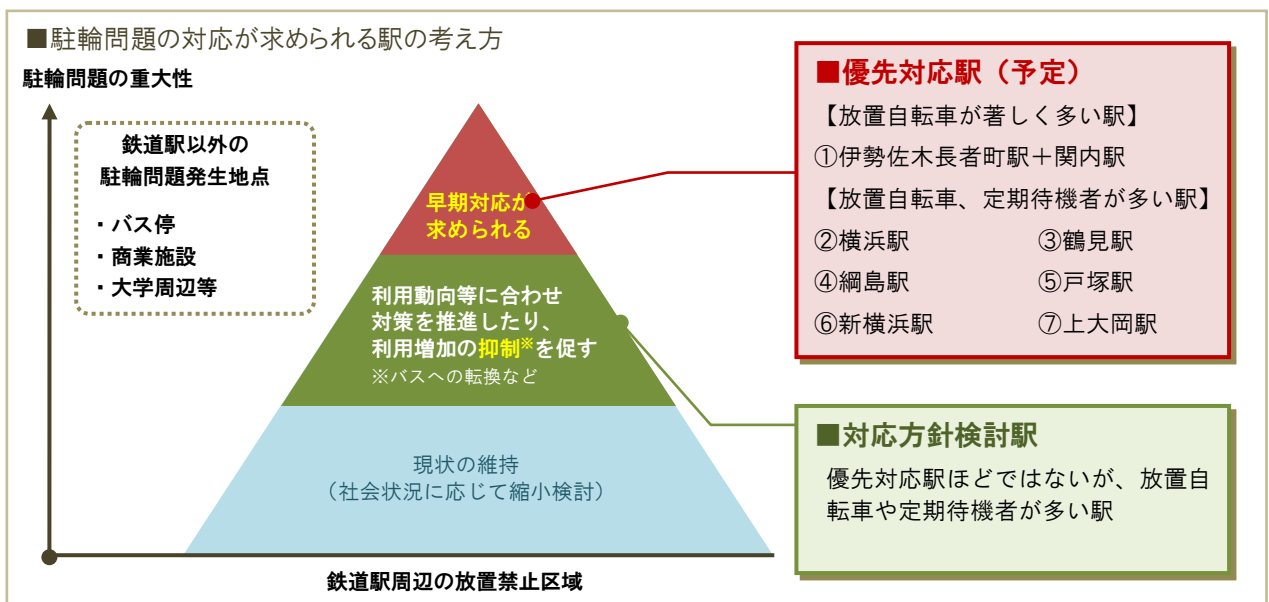 ■駐輪問題の対応が求められる駅の考え方
駐輪問題の重大性
鉄道駅以外の
駐輪問題発生地点
・バス停
・商業施設
・大学周辺等
早期対応が
求められる
利用動向等に合わせ
対策を推進したり、
利用増加の抑制※を促す
※バスへの転換など
現状の維持
（社会状況に応じて縮小検討）
鉄道駅周辺の放置禁止区域
■優先対応駅（予定）
【放置自転車が著しく多い駅】
①伊勢佐木長者町駅＋関内駅
【放置自転車、定期待機者が多い駅】
②横浜駅 ③鶴見駅
④綱島駅 ⑤戸塚駅
⑥新横浜駅 ⑦上大岡駅
■対応方針検討駅
優先対応駅ほどではないが、放置自
転車や定期待機者が多い駅